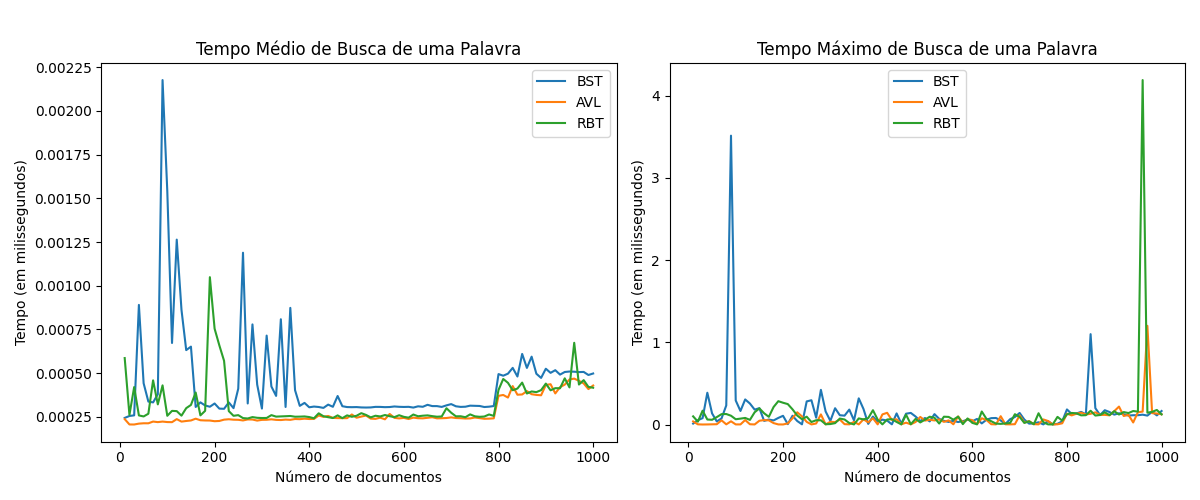 Tempo Médio de Busca de uma Palavra
Tempo (em milissegundos)
0.00225
0.00200
0.00175
0.00150
0.00125
0.00100
0.00075
0.00050
0.00025
BST
AVL
RBT
0 200 400 600 800 1000
Número de documentos
Tempo Máximo de Busca de uma Palavra
Tempo (em milissegundos)
4
3
2
1
0
BST
AVL
RBT
0 200 400 600 800 1000
Número de documentos